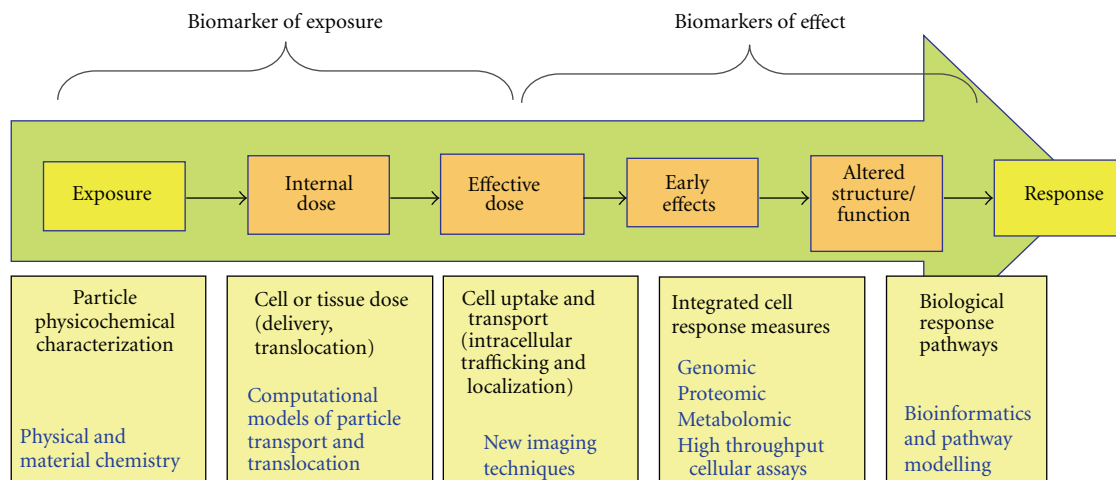 Biomarker of exposure
Biomarkers of effect
Exposure
Internal
dose
Effective
dose
Early
effects
Altered
structure/
function
Response
Particle
physicochemical
characterization
Physical and
material chemistry
Cell or tissue dose
(delivery,
translocation)
Computational
models of particle
transport and
translocation
Cell uptake and
transport
(intracellular
trafficking and
localization)
New imaging
techniques
Integrated cell
response measures
Genomic
Proteomic
Metabolomic
High throughput
cellular assays
Biological
response
pathways
Bioinformatics
and pathway
modelling